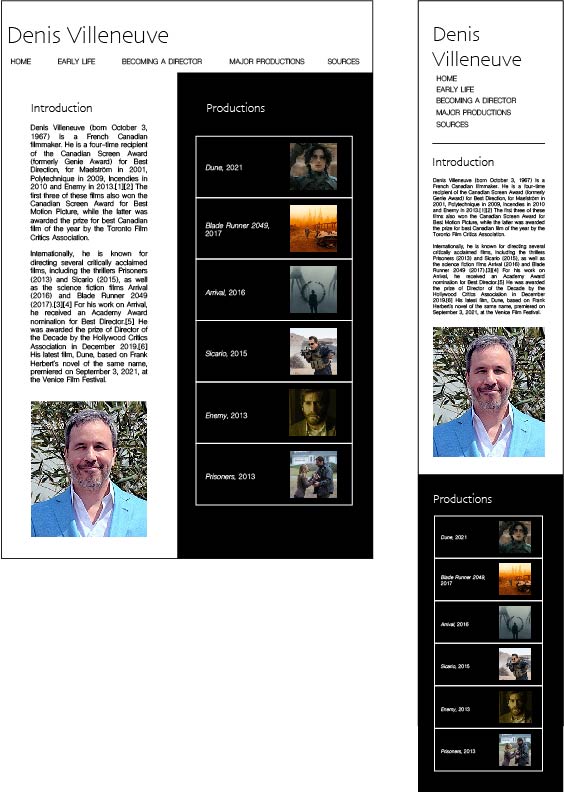 Denis Villeneuve
HOME EARLY LIFE BECOMING A DIRECTOR MAJOR PRODUCTIONS SOURCES
Introduction
Denis Villeneuve (born October 3,
1967) is a French Canadian
filmmaker. He is a four-time recipient
of the Canadian Screen Award
(formerly Genie Award) for Best
Direction, for Maelström in 2001,
Polytechnique in 2009, Incendies in
2010 and Enemy in 2013.[1][2] The
first three of these films also won the
Canadian Screen Award for Best
Motion Picture, while the latter was
awarded the prize for best Canadian
film of the year by the Toronto Film
Critics Association.
Internationally, he is known for
directing several critically acclaimed
films, including the thrillers Prisoners
(2013) and Sicario (2015), as well
as the science fiction films Arrival
(2016) and Blade Runner 2049
(2017).[3][4] For his work on Arrival,
he received an Academy Award
nomination for Best Director.[5] He
was awarded the prize of Director of
the Decade by the Hollywood Critics
Association in December 2019.[6]
His latest film, Dune, based on Frank
Herbert's novel of the same name,
premiered on September 3, 2021, at
the Venice Film Festival.
Productions
Dune, 2021
Blade Runner 2049,
2017
Arrival, 2016
Sicario, 2015
Enemy, 2013
Prisoners, 2013
Denis
Villeneuve
HOME
EARLY LIFE
BECOMING A DIRECTOR
MAJOR PRODUCTIONS
SOURCES
Introduction
Denis Villeneuve (born October 3, 1967) is a
French Canadian filmmaker. He is a four-time
recipient of the Canadian Screen Award (formerly
Genie Award) for Best Direction, for Maelström in
2001, Polytechnique in 2009, Incendies in 2010
and Enemy in 2013.[1][2] The first three of these
films also won the Canadian Screen Award for
Best Motion Picture, while the latter was awarded
the prize for best Canadian film of the year by the
Toronto Film Critics Association.
Internationally, he is known for directing several
critically acclaimed films, including the thrillers
Prisoners (2013) and Sicario (2015), as well as
the science fiction films Arrival (2016) and Blade
Runner 2049 (2017).[3][4] For his work on
Arrival, he received an Academy Award
nomination for Best Director.[5] He was awarded
the prize of Director of the Decade by the
Hollywood Critics Association in December
2019.[6] His latest film, Dune, based on Frank
Herbert's novel of the same name, premiered on
September 3, 2021, at the Venice Film Festival.
Productions
Dune, 2021
Blade Runner 2049,
2017
Arrival, 2016
Sicario, 2015
Enemy, 2013
Prisoners, 2013